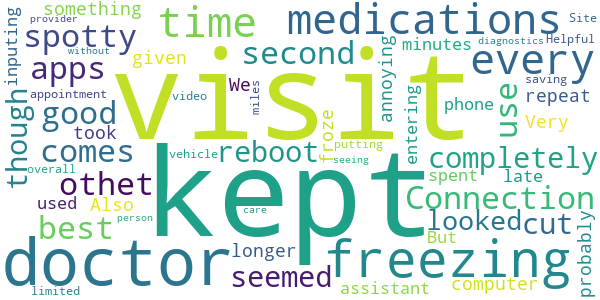 something
provider
inputing
spotty
time
medications
Site
Helpful
diagnostics
without
apps
given
second
minutes
annoying
every
saving
repeat
appointment
We
miles
video
phone
use
good
took
visit
Very
though
comes
vehicle
reboot
froze
putting
seeing
entering
completely
overall
used
othet
kept
spent
late
Connection
best
Also
person
care
looked
cut
probably
doctor
longer
seemed
freezing
But
assistant
computer
limited